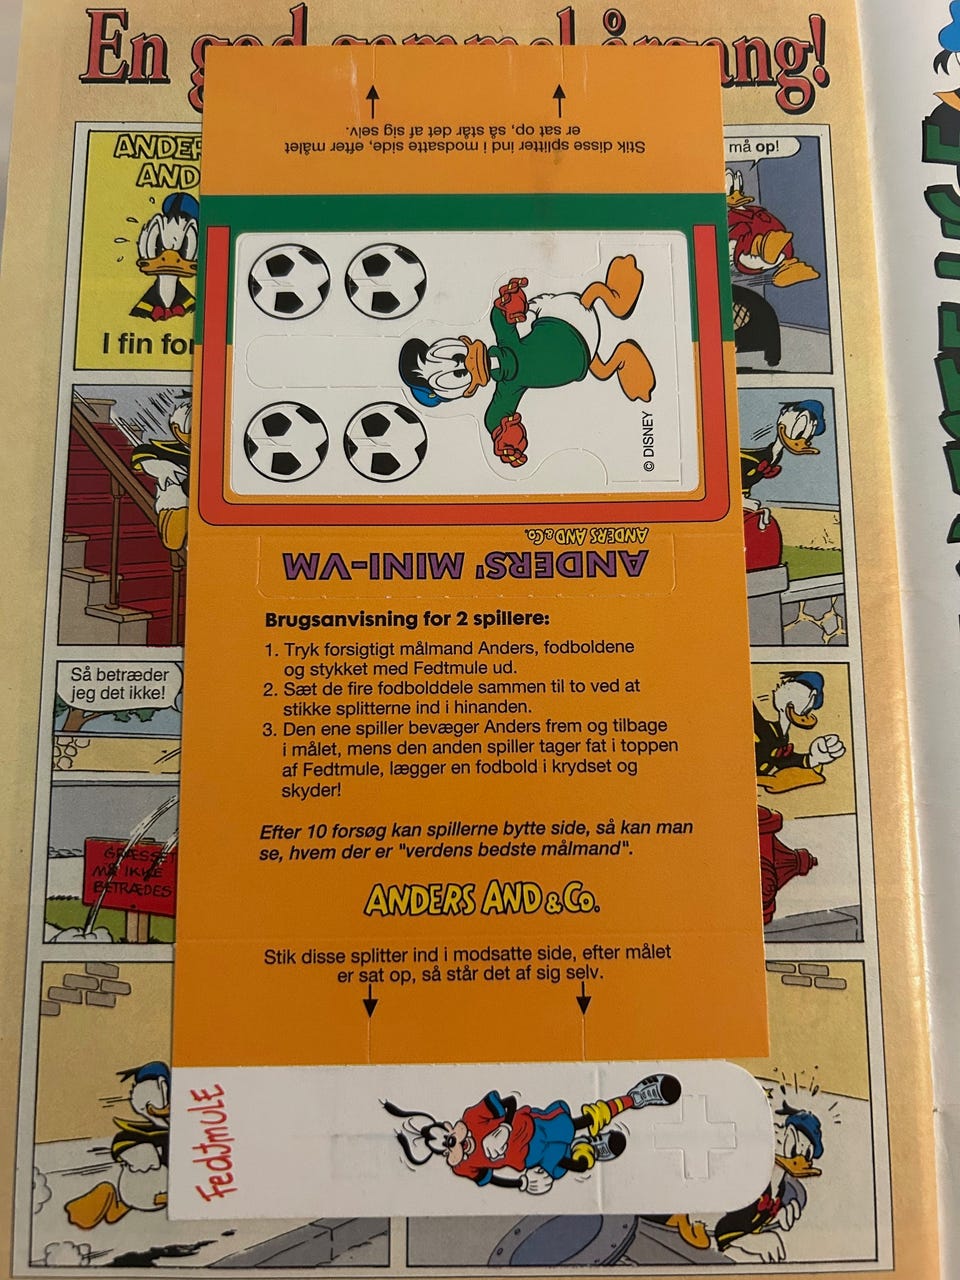 En god gammel årgang!
Stik disse splitter ind i modsatte side, efter målet
er sat op, så står det af sig selv.
AND
I fin for
må op!
© DISNEY
ANDERS AND & Co.
ANDERS' MINI-VM
Brugsanvisning for 2 spillere:
1. Tryk forsigtigt målmand Anders, fodboldene
og stykket med Fedtmule ud.
2. Sæt de fire fodbolddele sammen til to ved at
stikke splitterne ind i hinanden.
3. Den ene spiller bevæger Anders frem og tilbage
i målet, mens den anden spiller tager fat i toppen
af Fedtmule, lægger en fodbold i krydset og
skyder!
Efter 10 forsøg kan spillerne bytte side, så kan man
se, hvem der er "verdens bedste målmand".
ANDERS AND & Co.
Stik disse splitter ind i modsatte side, efter målet
er sat op, så står det af sig selv.
Så betræder
jeg det ikke!
GRÆSSET
MÅ IKKE
BETRÆDES
Fedtmule